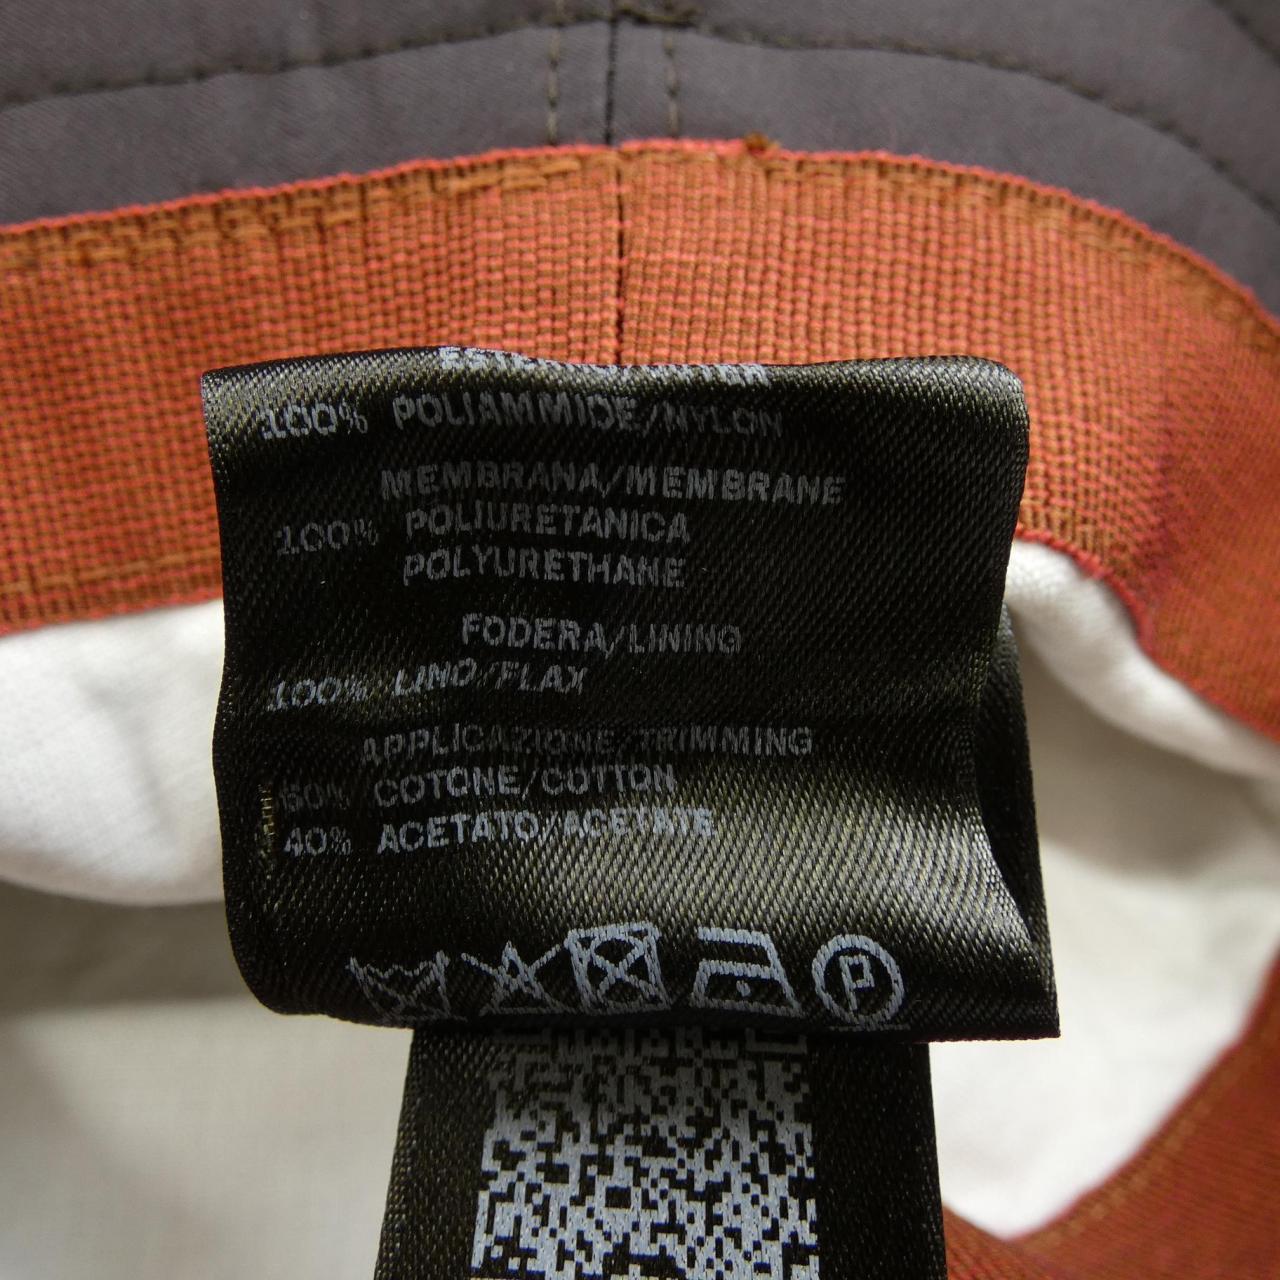 100% POLIAMMIDE/NYLON
MEMBRANA/MEMBRANE
100% POLIURETANICA
POLYURETHANE
FODERA/LINING
100% LINO/FLAX
APPLICAZIONE/TRIMMING
60% COTONE/COTTON
40% ACETATO/ACETATE
P